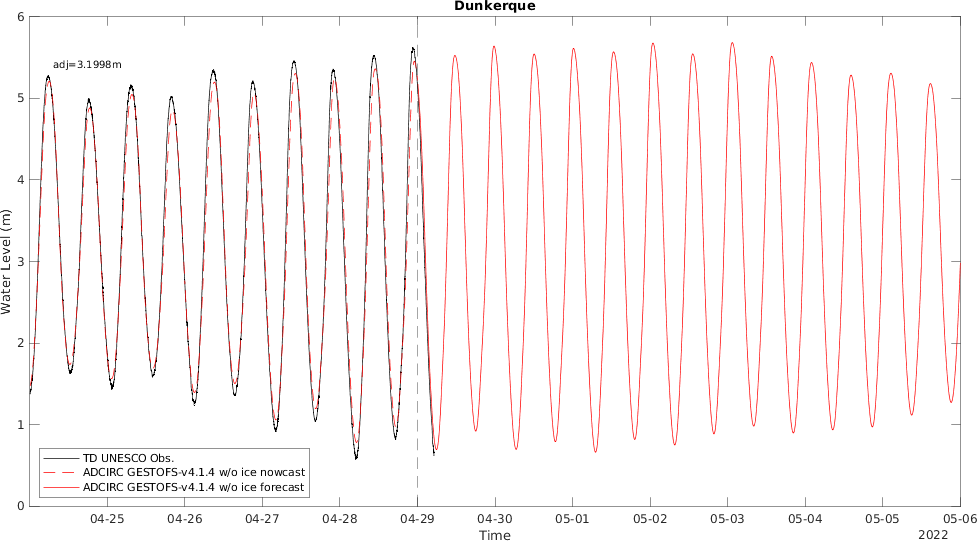 Dunkerque
adj=3.1998m
6
5
4
3
2
1
0
Water Level (m)
TD UNESCO Obs.
ADCIRC GESTOFS-v4.1.4 w/o ice nowcast
ADCIRC GESTOFS-v4.1.4 w/o ice forecast
04-25 04-26 04-27 04-28 04-29 04-30 05-01 05-02 05-03 05-04 05-05 05-06
Time
2022